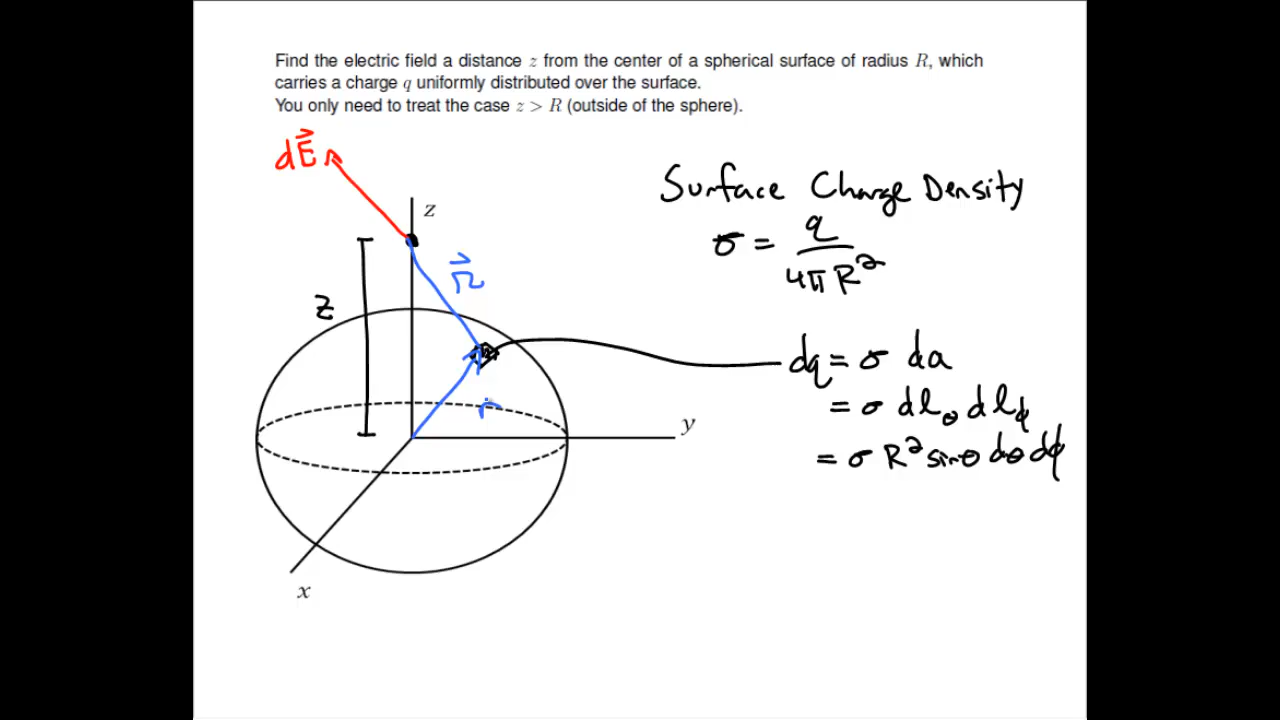 Find the electric field a distance z from the center of a spherical surface of radius R, which
carries a charge q uniformly distributed over the surface.
You only need to treat the case z > R (outside of the sphere).
dE⃗
Surface Charge Density
z
σ = q / 4πR²
r⃗
z
dq = σ da
= σ dl_θ dl_ϕ
r
y
= σ R² sinθ dθ dϕ
x